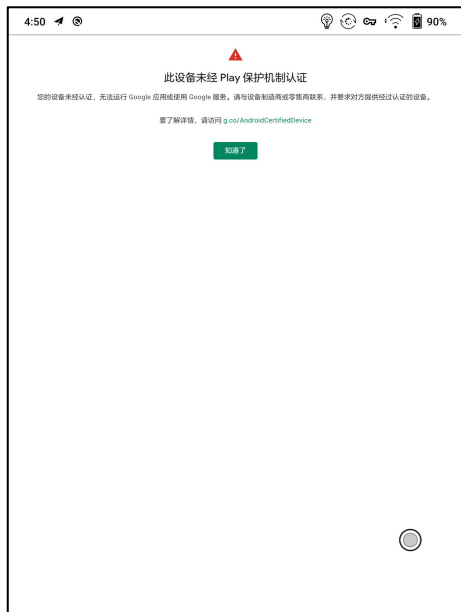 4:50
90%
此设备未经 Play 保护机制认证
您的设备未经认证，无法运行 Google 应用或使用 Google 服务。请与设备制造商或零售商联系，并要求对方提供经过认证的设备。
要了解详情，请访问 g.co/AndroidCertifiedDevice
知道了